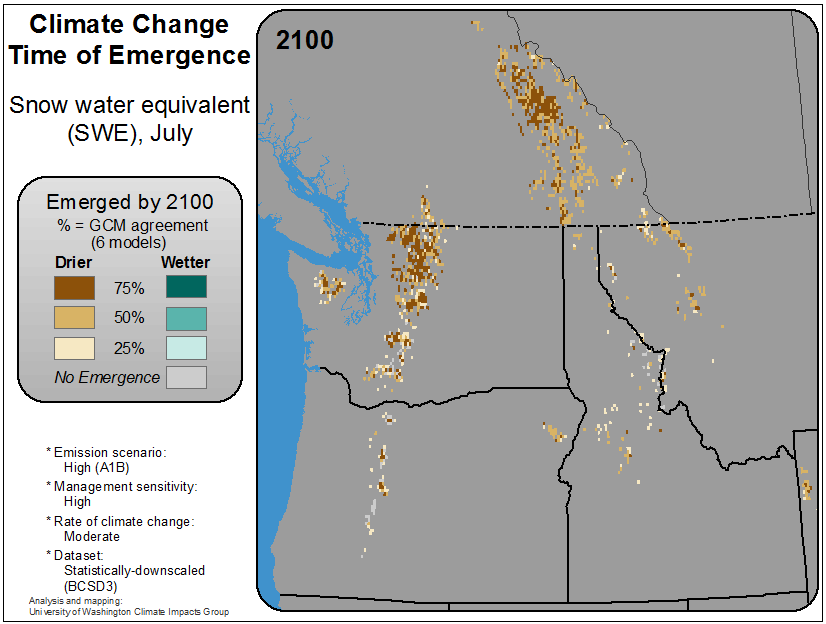 Climate Change
Time of Emergence
Snow water equivalent
(SWE), July
Emerged by 2100
% = GCM agreement
(6 models)
Drier Wetter
75%
50%
25%
No Emergence
* Emission scenario:
High (A1B)
* Management sensitivity:
High
* Rate of climate change:
Moderate
* Dataset:
Statistically-downscaled
(BCSD3)
Analysis and mapping:
University of Washington Climate Impacts Group
2100